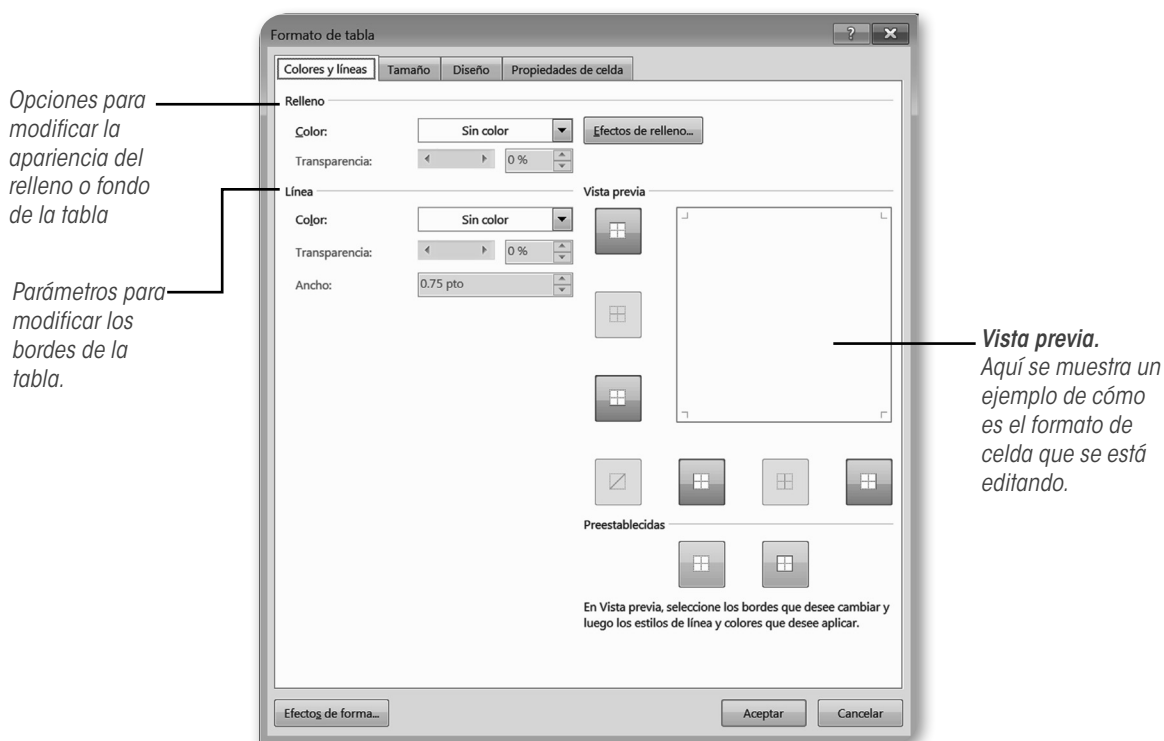 Formato de tabla
Colores y líneas Tamaño Diseño Propiedades de celda
Opciones para
modificar la
apariencia del
relleno o fondo
de la tabla
Parámetros para
modificar los
bordes de la
tabla.
Relleno
Color: Sin color Efectos de relleno...
Transparencia: 0 %
Línea
Color: Sin color
Transparencia: 0 %
Ancho: 0.75 pto
Vista previa
Vista previa.
Aquí se muestra un
ejemplo de cómo
es el formato de
celda que se está
editando.
Preestablecidas
En Vista previa, seleccione los bordes que desee cambiar y
luego los estilos de línea y colores que desee aplicar.
Efectos de forma... Aceptar Cancelar